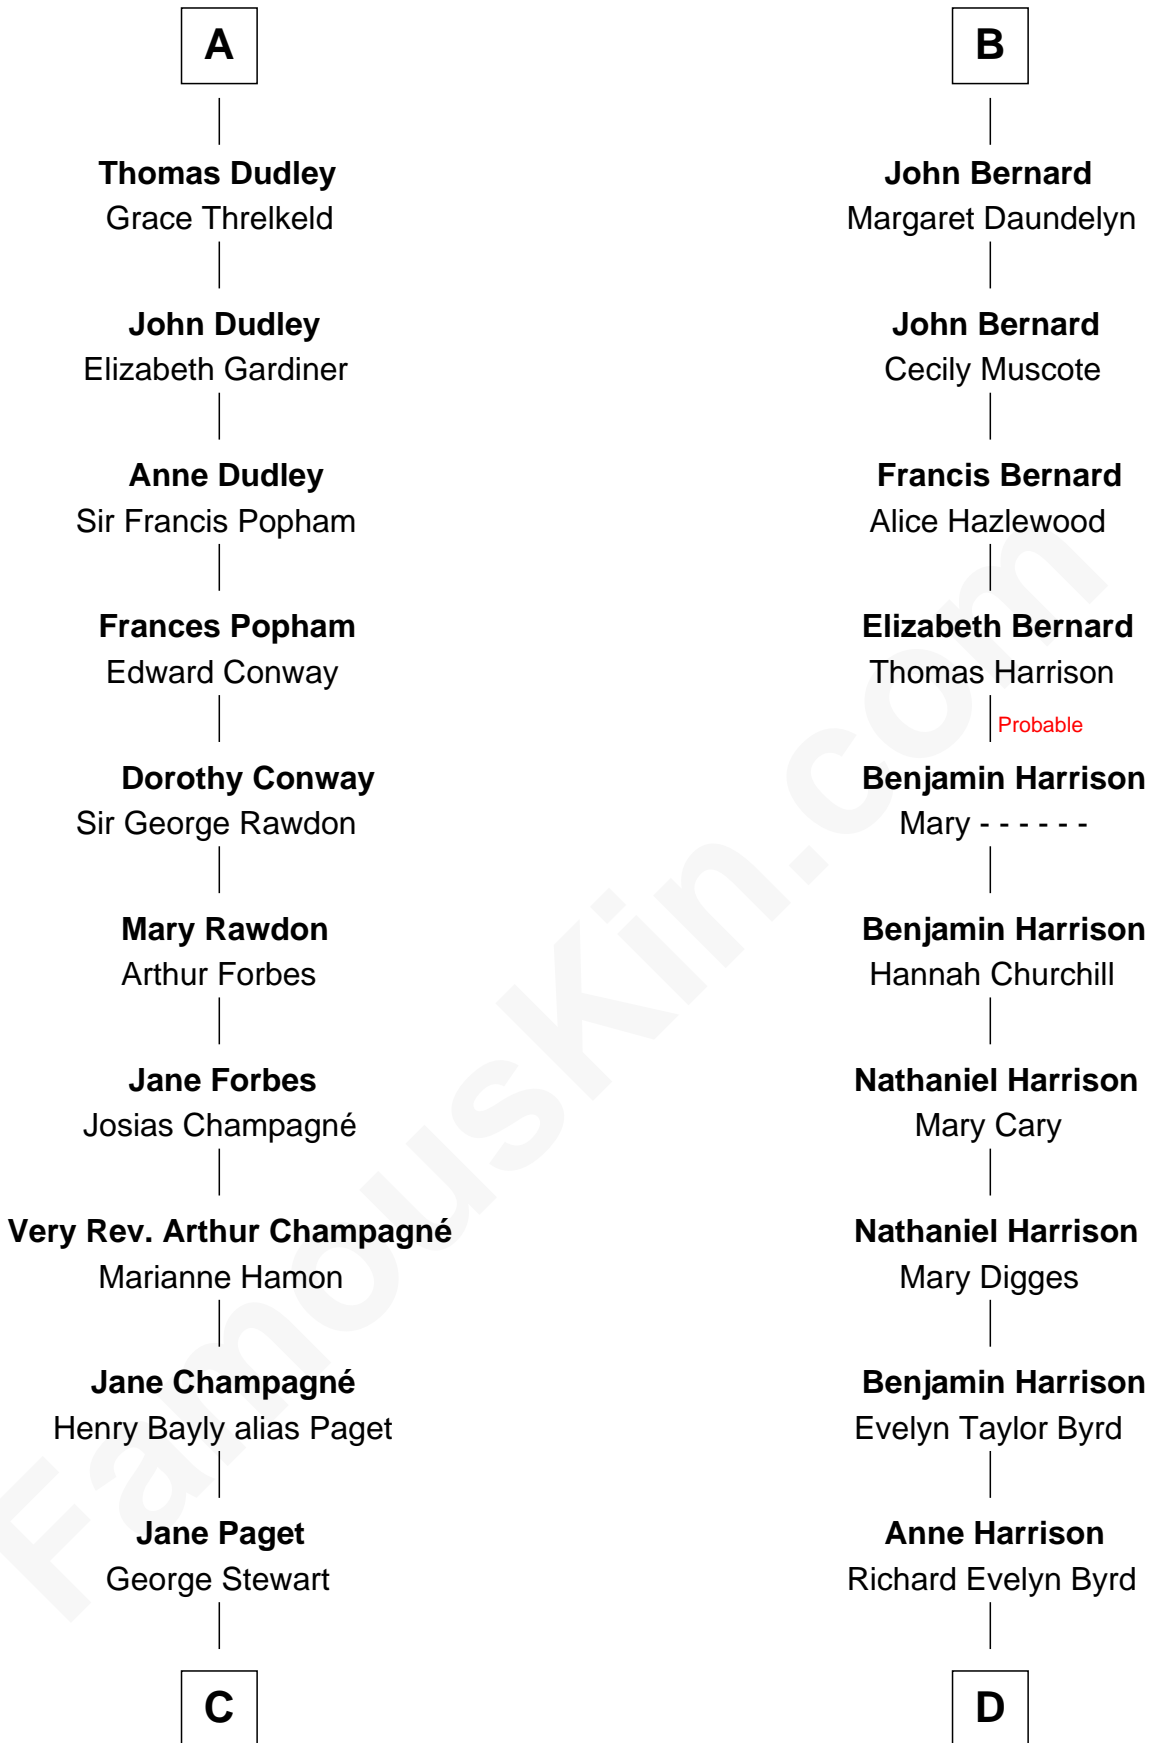 A
Thomas Dudley
Grace Threlkeld
John Dudley
Elizabeth Gardiner
Anne Dudley
Sir Francis Popham
Frances Popham
Edward Conway
Dorothy Conway
Sir George Rawdon
Mary Rawdon
Arthur Forbes
Jane Forbes
Josias Champagné
Very Rev. Arthur Champagné
Marianne Hamon
Jane Champagné
Henry Bayly alias Paget
Jane Paget
George Stewart
C
B
John Bernard
Margaret Daundelyn
John Bernard
Cecily Muscote
Francis Bernard
Alice Hazlewood
Elizabeth Bernard
Thomas Harrison
Probable
Benjamin Harrison
Mary - - - - - -
Benjamin Harrison
Hannah Churchill
Nathaniel Harrison
Mary Cary
Nathaniel Harrison
Mary Digges
Benjamin Harrison
Evelyn Taylor Byrd
Anne Harrison
Richard Evelyn Byrd
D
FamousKin.com